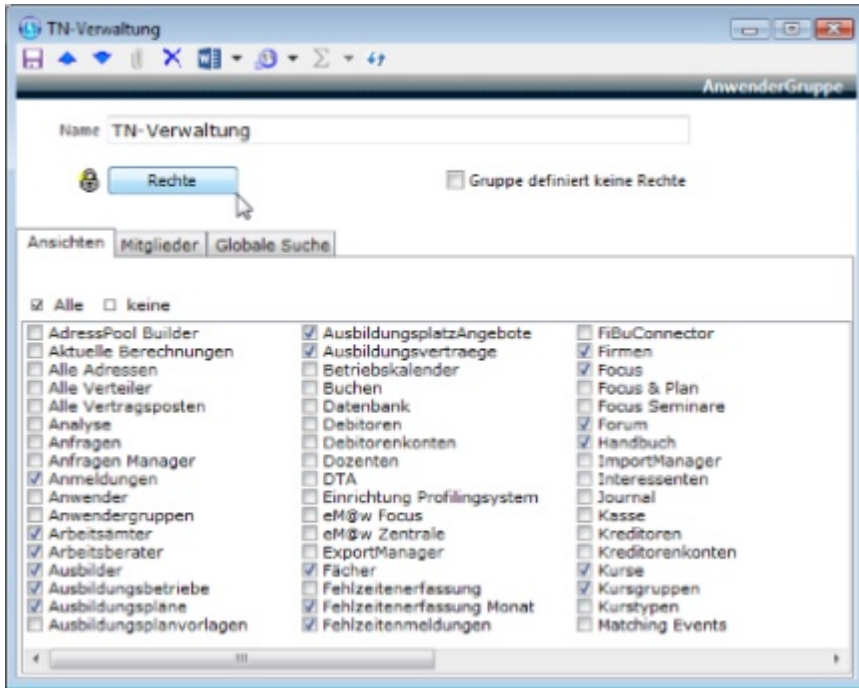 TN-Verwaltung
AnwenderGruppe
Name TN-Verwaltung
Rechte
Gruppe definiert keine Rechte
Ansichten Mitglieder Globale Suche
Alle keine
AdressPool Builder
Aktuelle Berechnungen
Alle Adressen
Alle Verteiler
Alle Vertragsposten
Analyse
Anfragen
Anfragen Manager
Anmeldungen
Anwender
Anwendergruppen
Arbeitsämter
Arbeitsberater
Ausbilder
Ausbildungsbetriebe
Ausbildungspläne
Ausbildungsplanvorlagen
AusbildungsplatzAngebote
Ausbildungsvertraege
Betriebskalender
Buchen
Datenbank
Debitoren
Debitorenkonten
Dozenten
DTA
Einrichtung Profilingsystem
eM@w Focus
eM@w Zentrale
ExportManager
Fächer
Fehlzeitenerfassung
Fehlzeitenerfassung Monat
Fehlzeitenmeldungen
FiBuConnector
Firmen
Focus
Focus & Plan
Focus Seminare
Forum
Handbuch
ImportManager
Interessenten
Journal
Kasse
Kreditoren
Kreditorenkonten
Kurse
Kursgruppen
Kurstypen
Matching Events